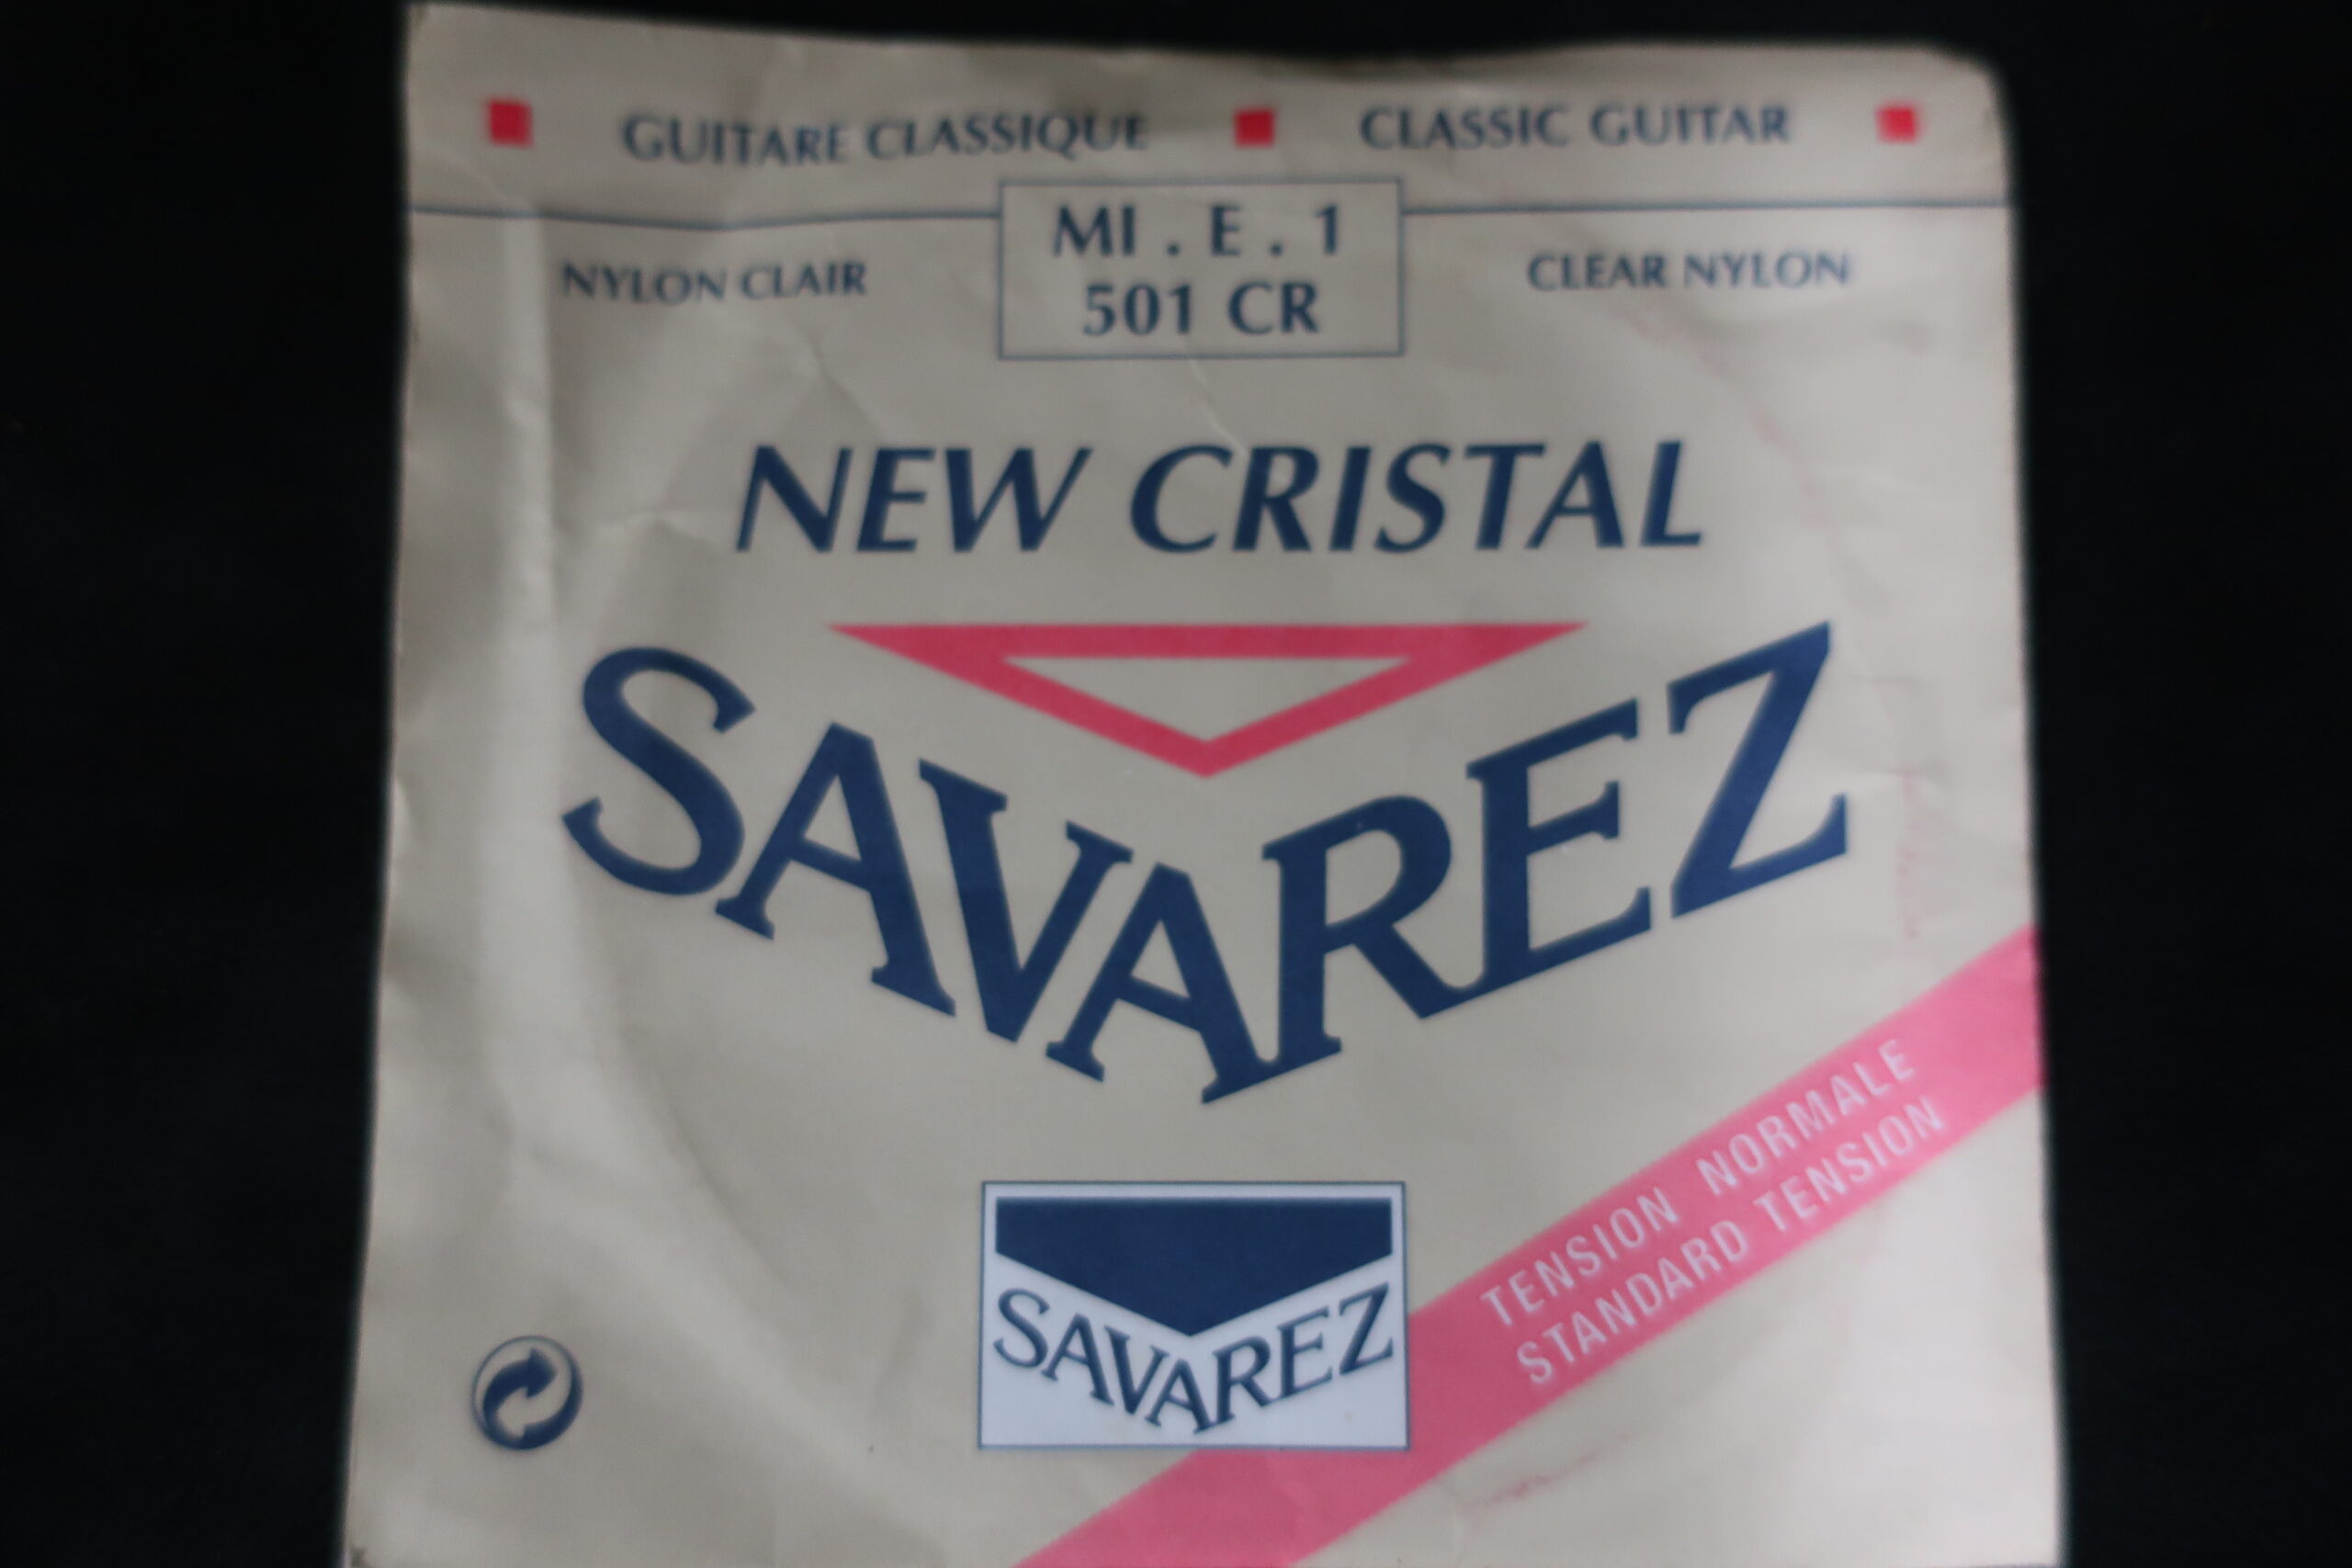 GUITARE CLASSIQUE CLASSIC GUITAR
MI . E . 1
NYLON CLAIR CLEAR NYLON
501 CR
NEW CRISTAL
SAVAREZ
TENSION NORMALE
STANDARD TENSION
SAVAREZ